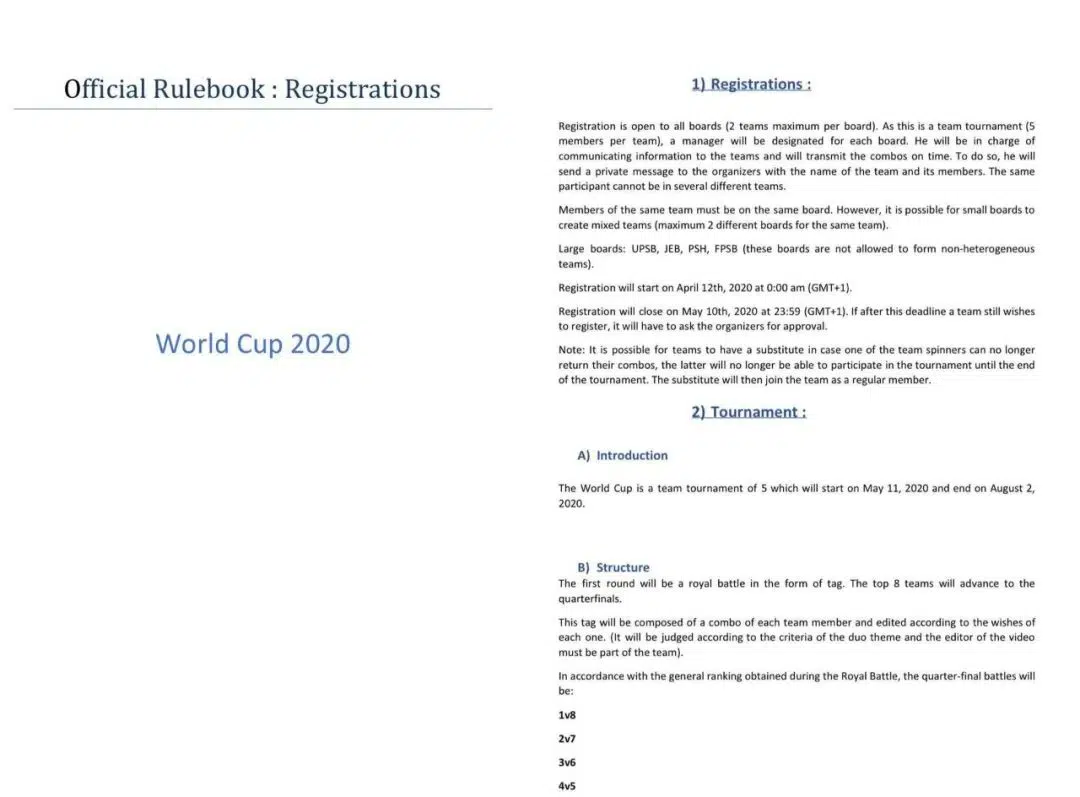 Official Rulebook : Registrations
World Cup 2020
1) Registrations :
Registration is open to all boards (2 teams maximum per board). As this is a team tournament (5
members per team), a manager will be designated for each board. He will be in charge of
communicating information to the teams and will transmit the combos on time. To do so, he will
send a private message to the organizers with the name of the team and its members. The same
participant cannot be in several different teams.
Members of the same team must be on the same board. However, it is possible for small boards to
create mixed teams (maximum 2 different boards for the same team).
Large boards: UPSB, JEB, PSH, FPSB (these boards are not allowed to form non-heterogeneous
teams).
Registration will start on April 12th, 2020 at 0:00 am (GMT+1).
Registration will close on May 10th, 2020 at 23:59 (GMT+1). If after this deadline a team still wishes
to register, it will have to ask the organizers for approval.
Note: It is possible for teams to have a substitute in case one of the team spinners can no longer
return their combos, the latter will no longer be able to participate in the tournament until the end
of the tournament. The substitute will then join the team as a regular member.
2) Tournament :
A) Introduction
The World Cup is a team tournament of 5 which will start on May 11, 2020 and end on August 2,
2020.
B) Structure
The first round will be a royal battle in the form of tag. The top 8 teams will advance to the
quarterfinals.
This tag will be composed of a combo of each team member and edited according to the wishes of
each one. (It will be judged according to the criteria of the duo theme and the editor of the video
must be part of the team).
In accordance with the general ranking obtained during the Royal Battle, the quarter-final battles will
be:
1v8
2v7
3v6
4v5